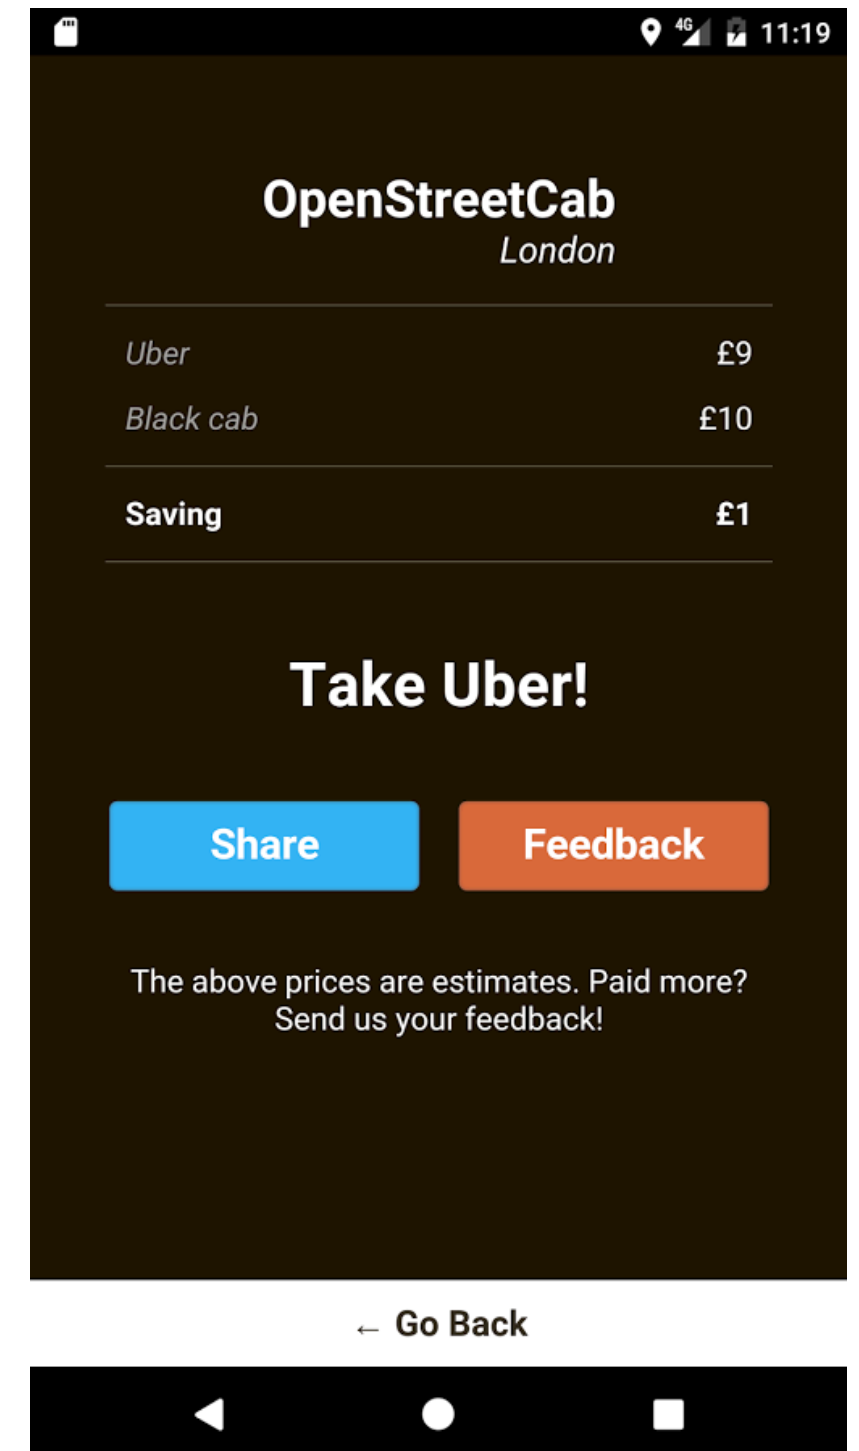 4G 11:19
OpenStreetCab
London
Uber £9
Black cab £10
Saving £1
Take Uber!
Share Feedback
The above prices are estimates. Paid more?
Send us your feedback!
← Go Back